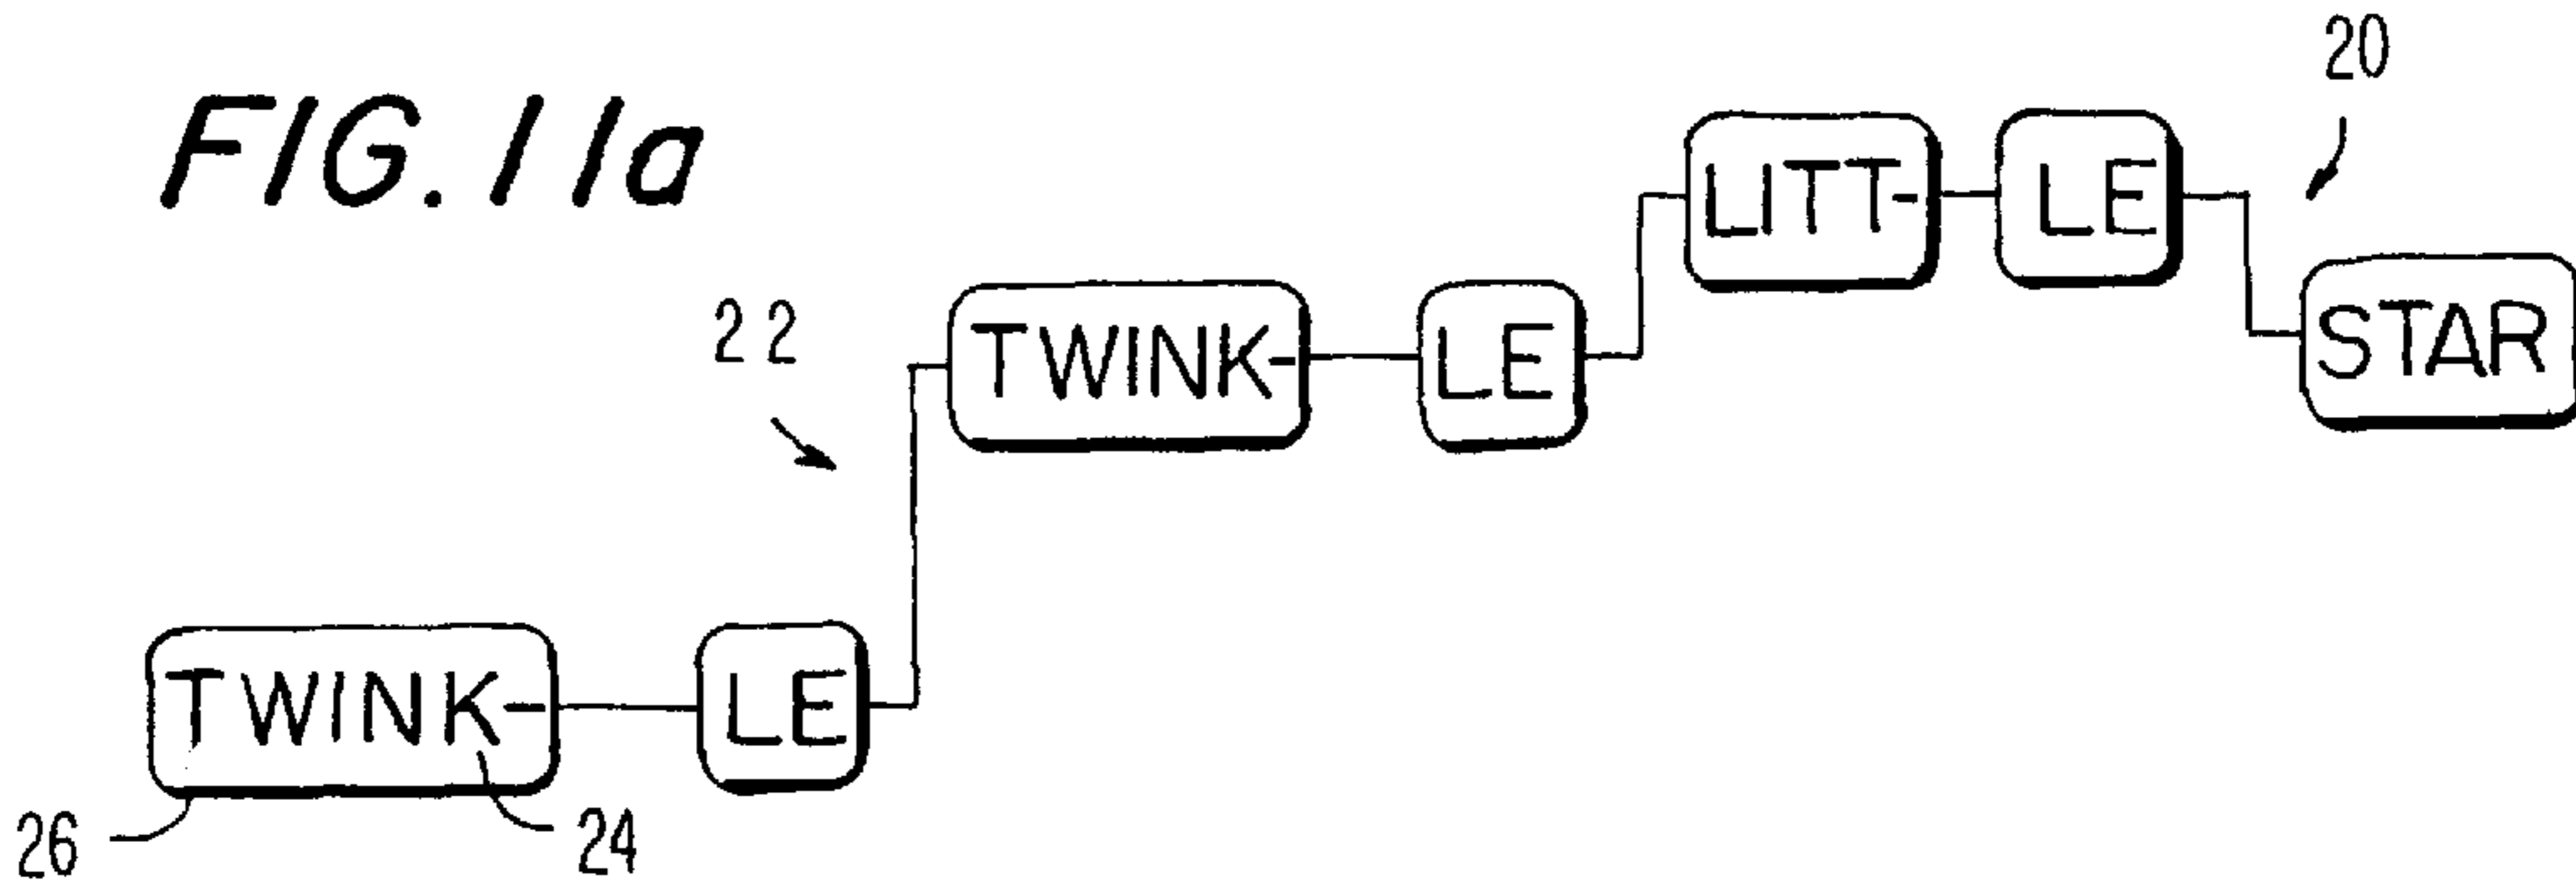 20
FIG. 11a
LITT- LE
22
TWINK- LE
STAR
TWINK- LE
26
24